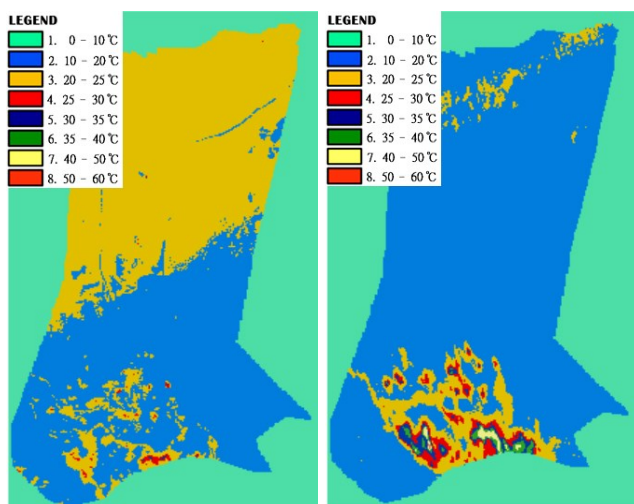 LEGEND
1. 0 - 10℃
2. 10 - 20℃
3. 20 - 25℃
4. 25 - 30℃
5. 30 - 35℃
6. 35 - 40℃
7. 40 - 50℃
8. 50 - 60℃
LEGEND
1. 0 - 10℃
2. 10 - 20℃
3. 20 - 25℃
4. 25 - 30℃
5. 30 - 35℃
6. 35 - 40℃
7. 40 - 50℃
8. 50 - 60℃